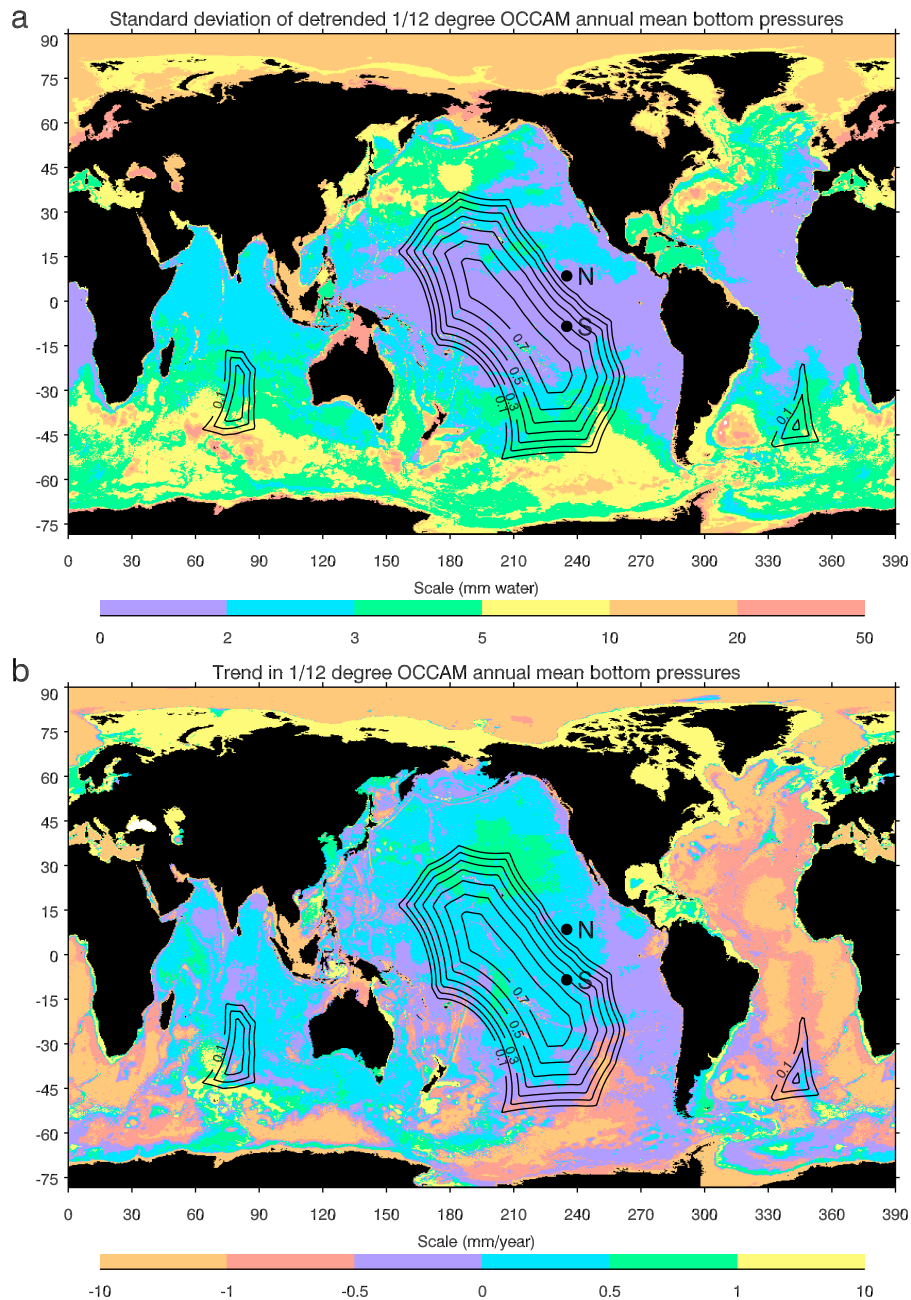 a
Standard deviation of detrended 1/12 degree OCCAM annual mean bottom pressures
90
75
60
45
30
15
0
-15
-30
-45
-60
-75
N
S
0.7
0.5
0.3
0.1
0.1
0.1
0 30 60 90 120 150 180 210 240 270 300 330 360 390
Scale (mm water)
0 2 3 5 10 20 50
b
Trend in 1/12 degree OCCAM annual mean bottom pressures
90
75
60
45
30
15
0
-15
-30
-45
-60
-75
N
S
0.7
0.5
0.3
0.1
0.1
0.1
0 30 60 90 120 150 180 210 240 270 300 330 360 390
Scale (mm/year)
-10 -1 -0.5 0 0.5 1 10